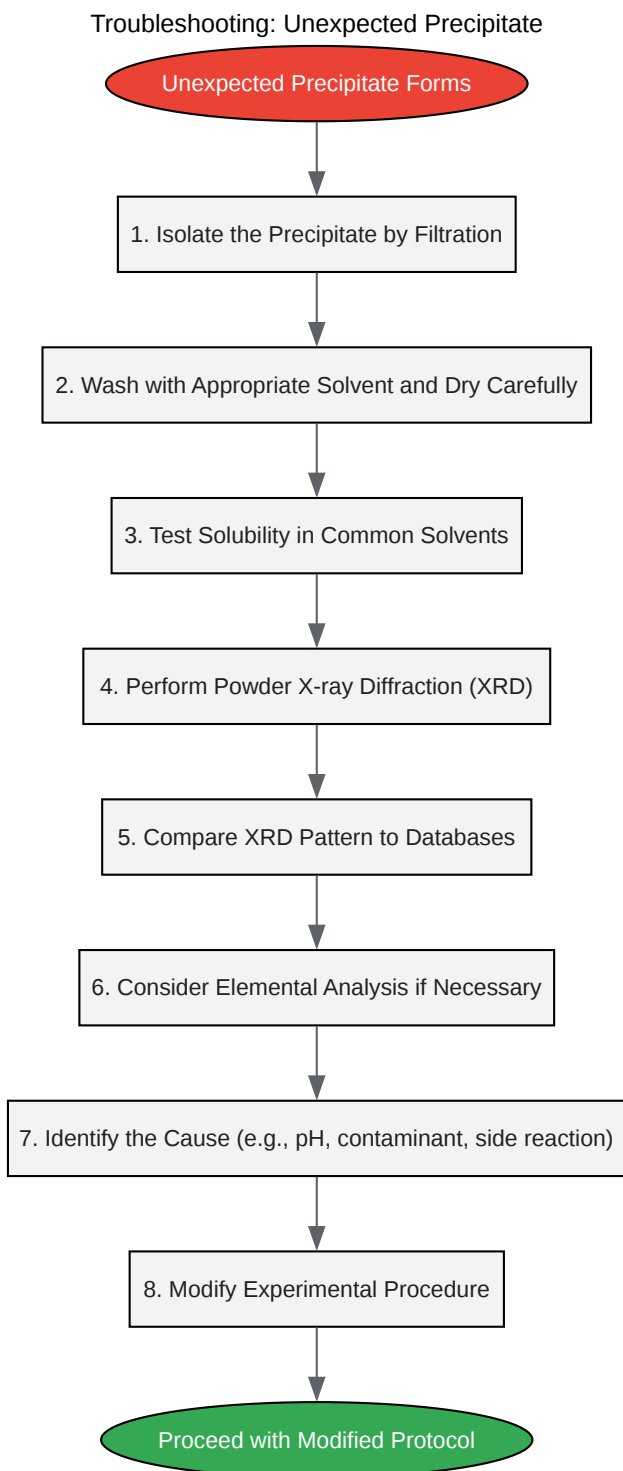 Troubleshooting: Unexpected Precipitate
Unexpected Precipitate Forms
1. Isolate the Precipitate by Filtration
2. Wash with Appropriate Solvent and Dry Carefully
3. Test Solubility in Common Solvents
4. Perform Powder X-ray Diffraction (XRD)
5. Compare XRD Pattern to Databases
6. Consider Elemental Analysis if Necessary
7. Identify the Cause (e.g., pH, contaminant, side reaction)
8. Modify Experimental Procedure
Proceed with Modified Protocol